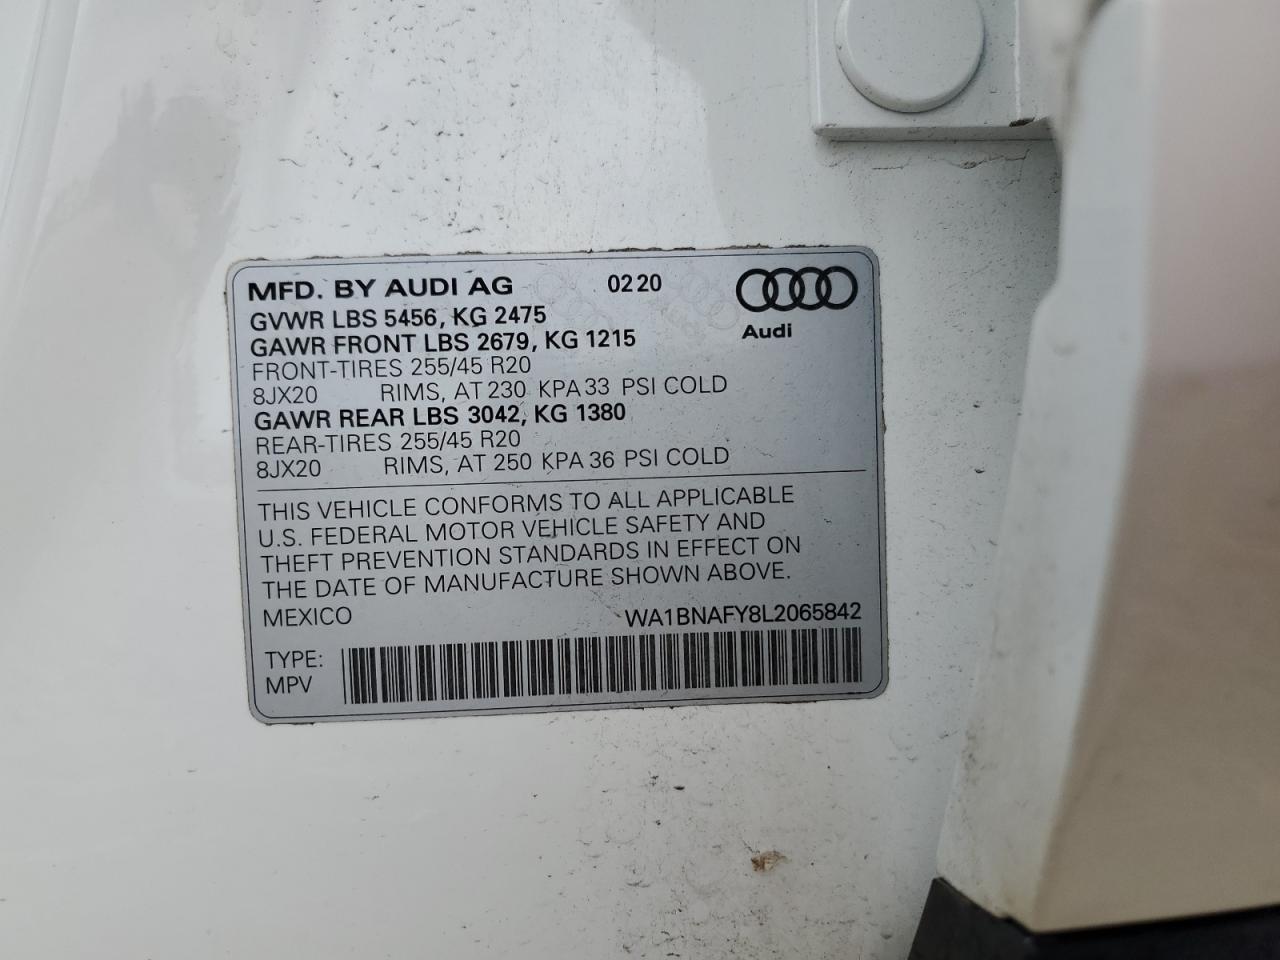 MFD. BY AUDI AG 0220
Audi
GVWR LBS 5456, KG 2475
GAWR FRONT LBS 2679, KG 1215
FRONT-TIRES 255/45 R20
8JX20 RIMS, AT 230 KPA 33 PSI COLD
GAWR REAR LBS 3042, KG 1380
REAR-TIRES 255/45 R20
8JX20 RIMS, AT 250 KPA 36 PSI COLD
THIS VEHICLE CONFORMS TO ALL APPLICABLE
U.S. FEDERAL MOTOR VEHICLE SAFETY AND
THEFT PREVENTION STANDARDS IN EFFECT ON
THE DATE OF MANUFACTURE SHOWN ABOVE.
MEXICO WA1BNAFY8L2065842
TYPE:
MPV